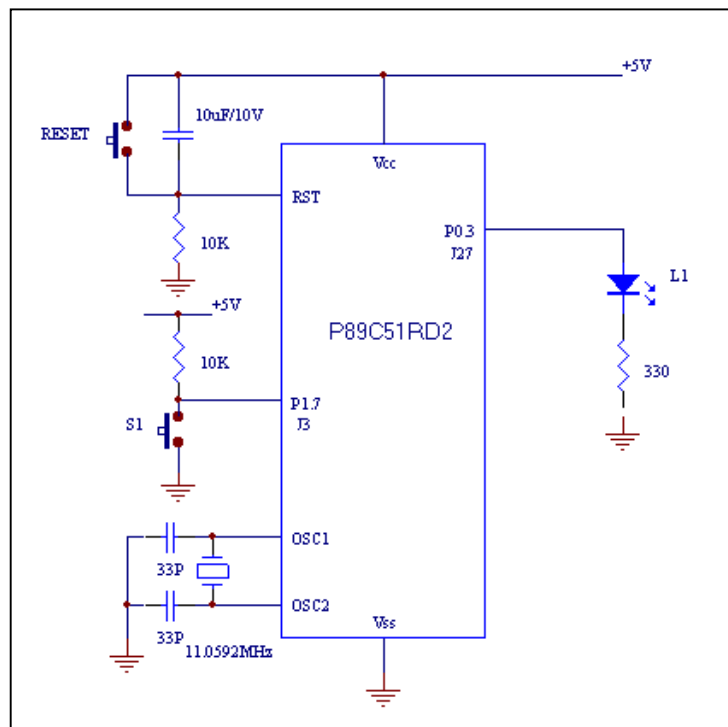 +5V
10uF/10V
RESET
Vcc
RST
P0.3
J27
10K
L1
+5V
P89C51RD2
10K
330
P1.7
J3
S1
OSC1
33P
OSC2
33P
11.0592MHz
Vss